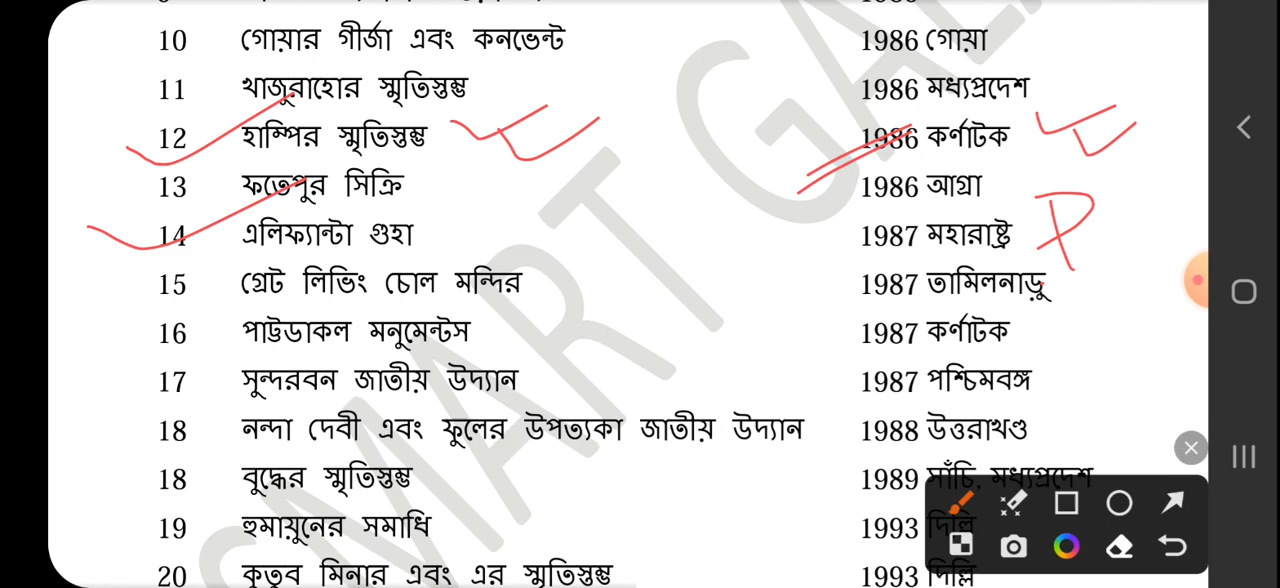 10 গোয়ার গীর্জা এবং কনভেন্ট 1986 গোয়া
11 খাজুরাহোর স্মৃতিস্তম্ভ 1986 মধ্যপ্রদেশ
12 হাম্পির স্মৃতিস্তম্ভ 1986 কর্ণাটক
13 ফতেপুর সিক্রি 1986 আগ্রা
14 এলিফ্যান্টা গুহা 1987 মহারাষ্ট্র P
15 গ্রেট লিভিং চোল মন্দির 1987 তামিলনাড়ু
16 পাট্টডাকল মনুমেন্টস 1987 কর্ণাটক
17 সুন্দরবন জাতীয় উদ্যান 1987 পশ্চিমবঙ্গ
18 নন্দা দেবী এবং ফুলের উপত্যকা জাতীয় উদ্যান 1988 উত্তরাখণ্ড
18 বুদ্ধের স্মৃতিস্তম্ভ 1989 সাঁচি, মধ্যপ্রদেশ
19 হুমায়ুনের সমাধি 1993 দিল্লি
20 কুতুব মিনার এবং এর স্মৃতিস্তম্ভ 1993 দিল্লি
SMART GA